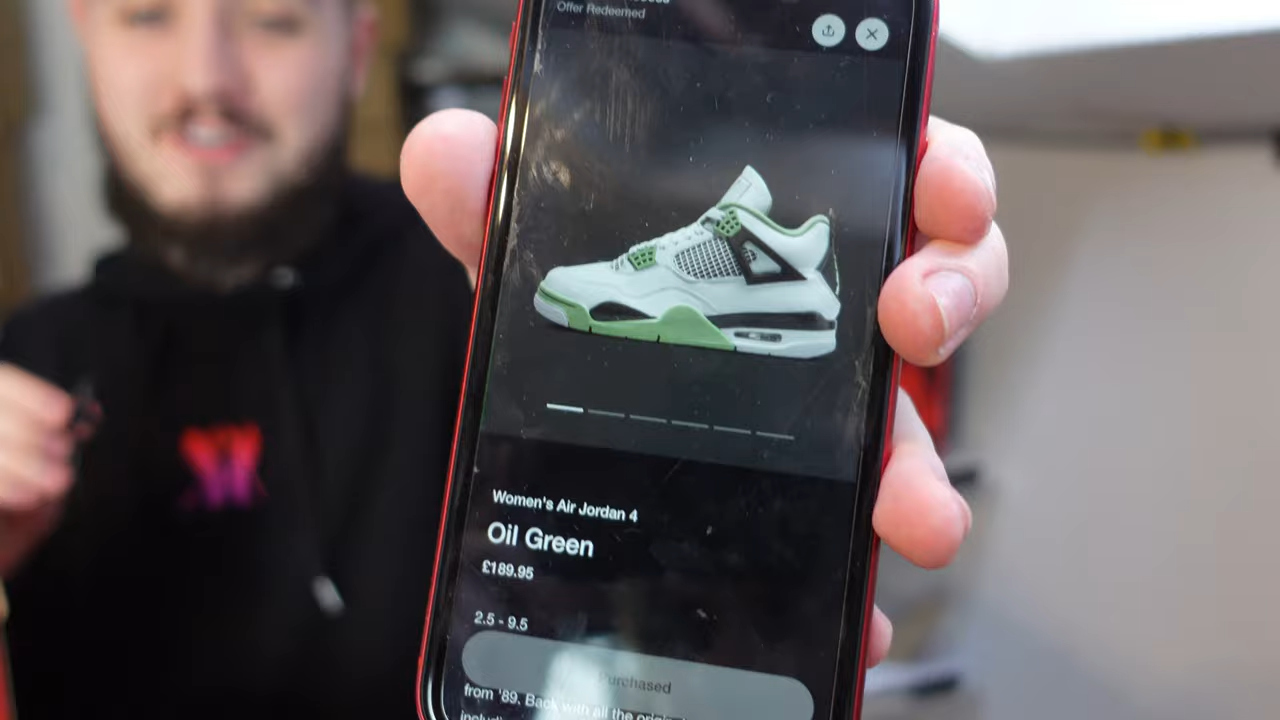 Offer Redeemed
Women's Air Jordan 4
Oil Green
£189.95
2.5 - 9.5
Purchased
from '89. Back with all the